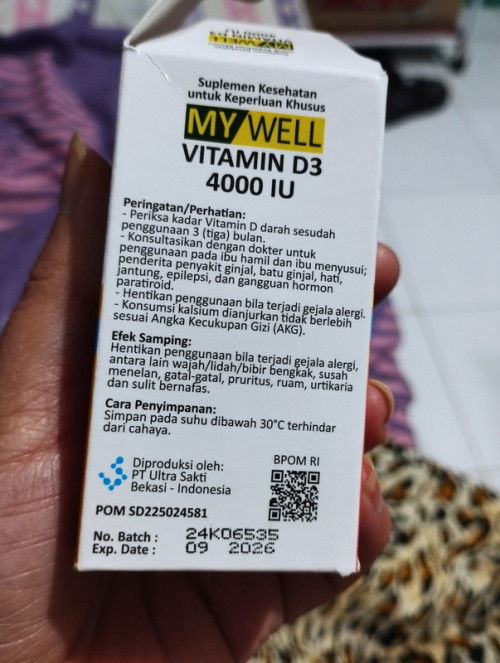 Suplemen Kesehatan
untuk Keperluan Khusus
MY WELL
VITAMIN D3
4000 IU
Peringatan/Perhatian:
- Periksa kadar Vitamin D darah sesudah
penggunaan 3 (tiga) bulan.
- Konsultasikan dengan dokter untuk
penggunaan pada ibu hamil dan ibu menyusui;
penderita penyakit ginjal, batu ginjal, hati,
jantung, epilepsi, dan gangguan hormon
paratiroid.
- Hentikan penggunaan bila terjadi gejala alergi.
- Konsumsi kalsium dianjurkan tidak berlebih
sesuai Angka Kecukupan Gizi (AKG).
Efek Samping:
Hentikan penggunaan bila terjadi gejala alergi,
antara lain wajah/lidah/bibir bengkak, susah
menelan, gatal-gatal, pruritus, ruam, urtikaria
dan sulit bernafas.
Cara Penyimpanan:
Simpan pada suhu dibawah 30°C terhindar
dari cahaya.
Diproduksi oleh:
PT Ultra Sakti
Bekasi - Indonesia
BPOM RI
POM SD225024581
No. Batch : 24K06535
Exp. Date : 09 2026